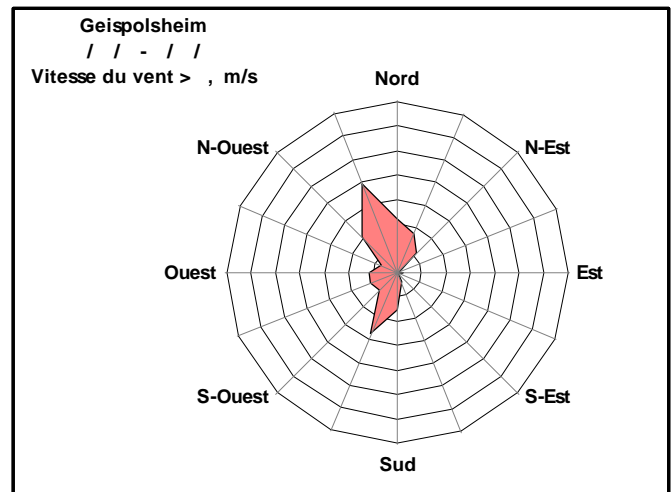 Geispolsheim
/ / - / /
Vitesse du vent > , m/s
Nord
N-Ouest
N-Est
Ouest
Est
S-Ouest
S-Est
Sud